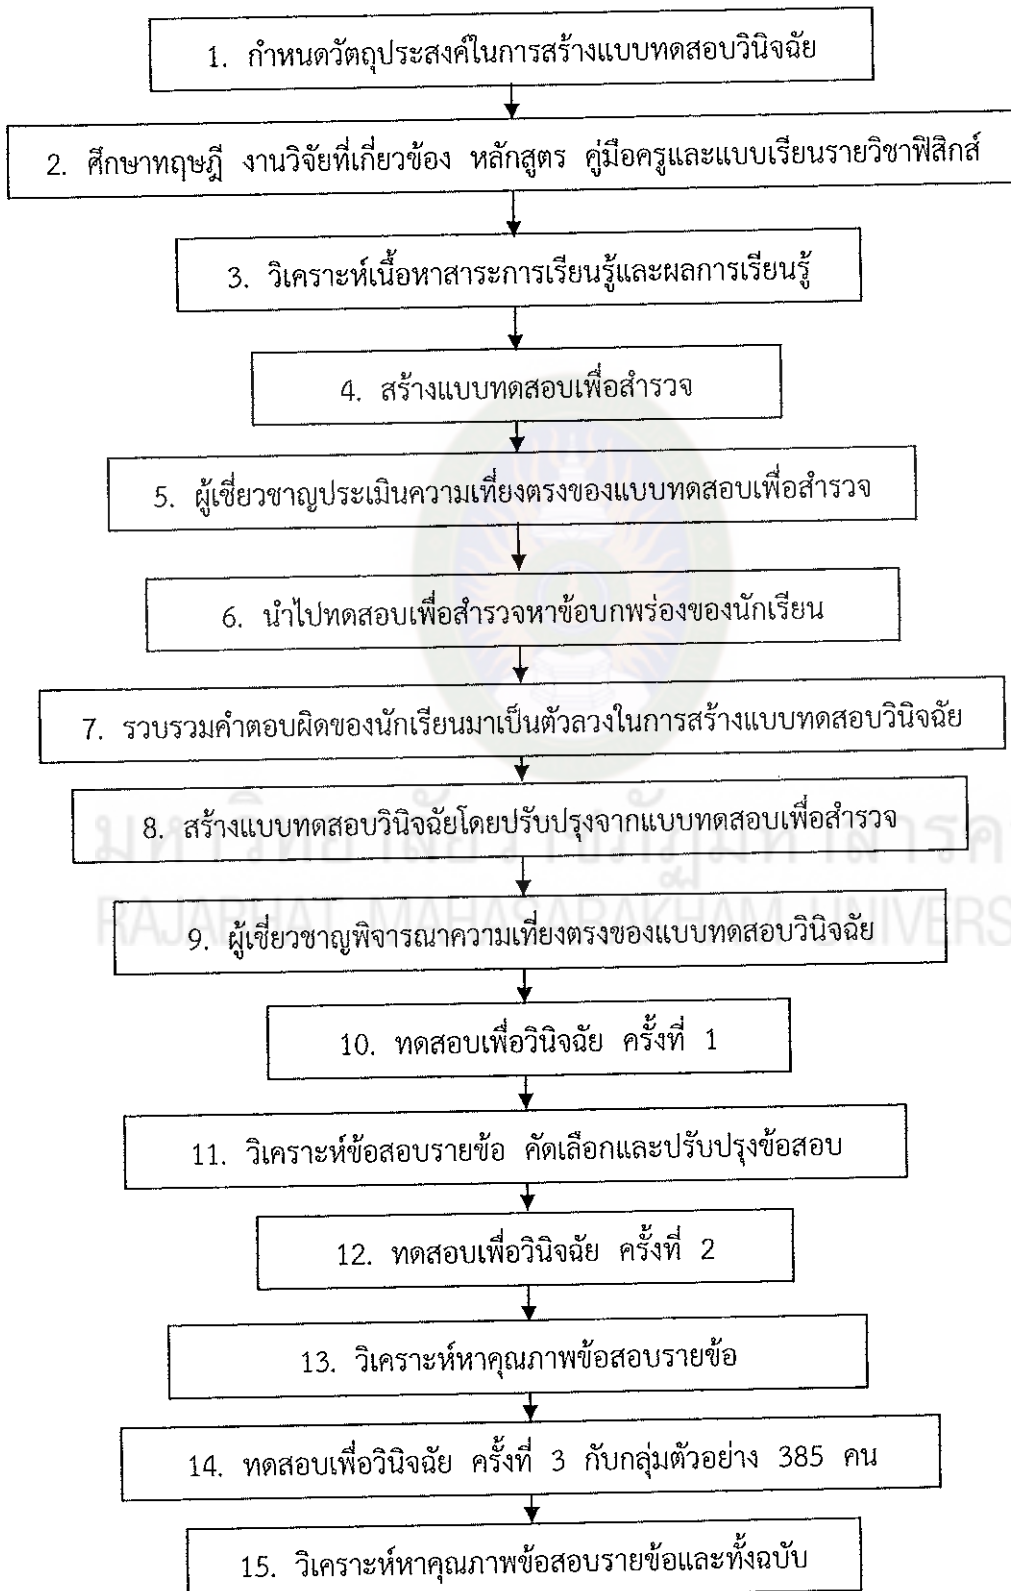 1. กำหนดวัตถุประสงค์ในการสร้างแบบทดสอบวินิจฉัย
2. ศึกษาทฤษฎี งานวิจัยที่เกี่ยวข้อง หลักสูตร คู่มือครูและแบบเรียนรายวิชาฟิสิกส์
3. วิเคราะห์เนื้อหาสาระการเรียนรู้และผลการเรียนรู้
4. สร้างแบบทดสอบเพื่อสำรวจ
5. ผู้เชี่ยวชาญประเมินความเที่ยงตรงของแบบทดสอบเพื่อสำรวจ
6. นำไปทดสอบเพื่อสำรวจหาข้อบกพร่องของนักเรียน
7. รวบรวมคำตอบผิดของนักเรียนมาเป็นตัวลวงในการสร้างแบบทดสอบวินิจฉัย
8. สร้างแบบทดสอบวินิจฉัยโดยปรับปรุงจากแบบทดสอบเพื่อสำรวจ
9. ผู้เชี่ยวชาญพิจารณาความเที่ยงตรงของแบบทดสอบวินิจฉัย
RAJABHAT MAHASARAKHAM UNIVERS
10. ทดสอบเพื่อวินิจฉัย ครั้งที่ 1
11. วิเคราะห์ข้อสอบรายข้อ คัดเลือกและปรับปรุงข้อสอบ
12. ทดสอบเพื่อวินิจฉัย ครั้งที่ 2
13. วิเคราะห์หาคุณภาพข้อสอบรายข้อ
14. ทดสอบเพื่อวินิจฉัย ครั้งที่ 3 กับกลุ่มตัวอย่าง 385 คน
15. วิเคราะห์หาคุณภาพข้อสอบรายข้อและทั้งฉบับ